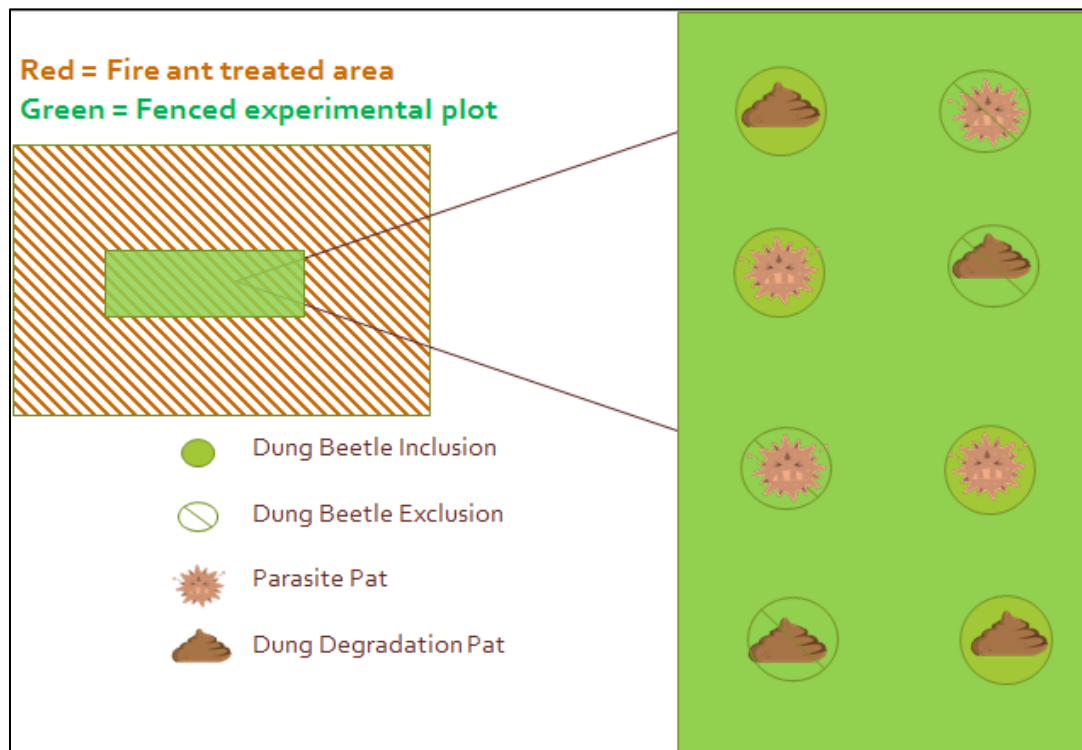 Red = Fire ant treated area
Green = Fenced experimental plot
Dung Beetle Inclusion
Dung Beetle Exclusion
Parasite Pat
Dung Degradation Pat